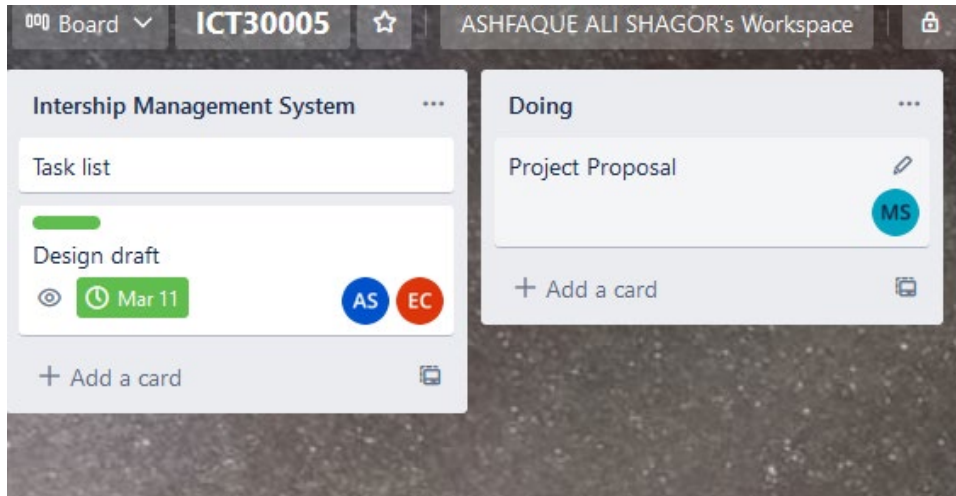 Board
ICT30005
ASHFAQUE ALI SHAGOR's Workspace
Intership Management System
Task list
Design draft
Mar 11
AS
EC
+ Add a card
Doing
Project Proposal
MS
+ Add a card